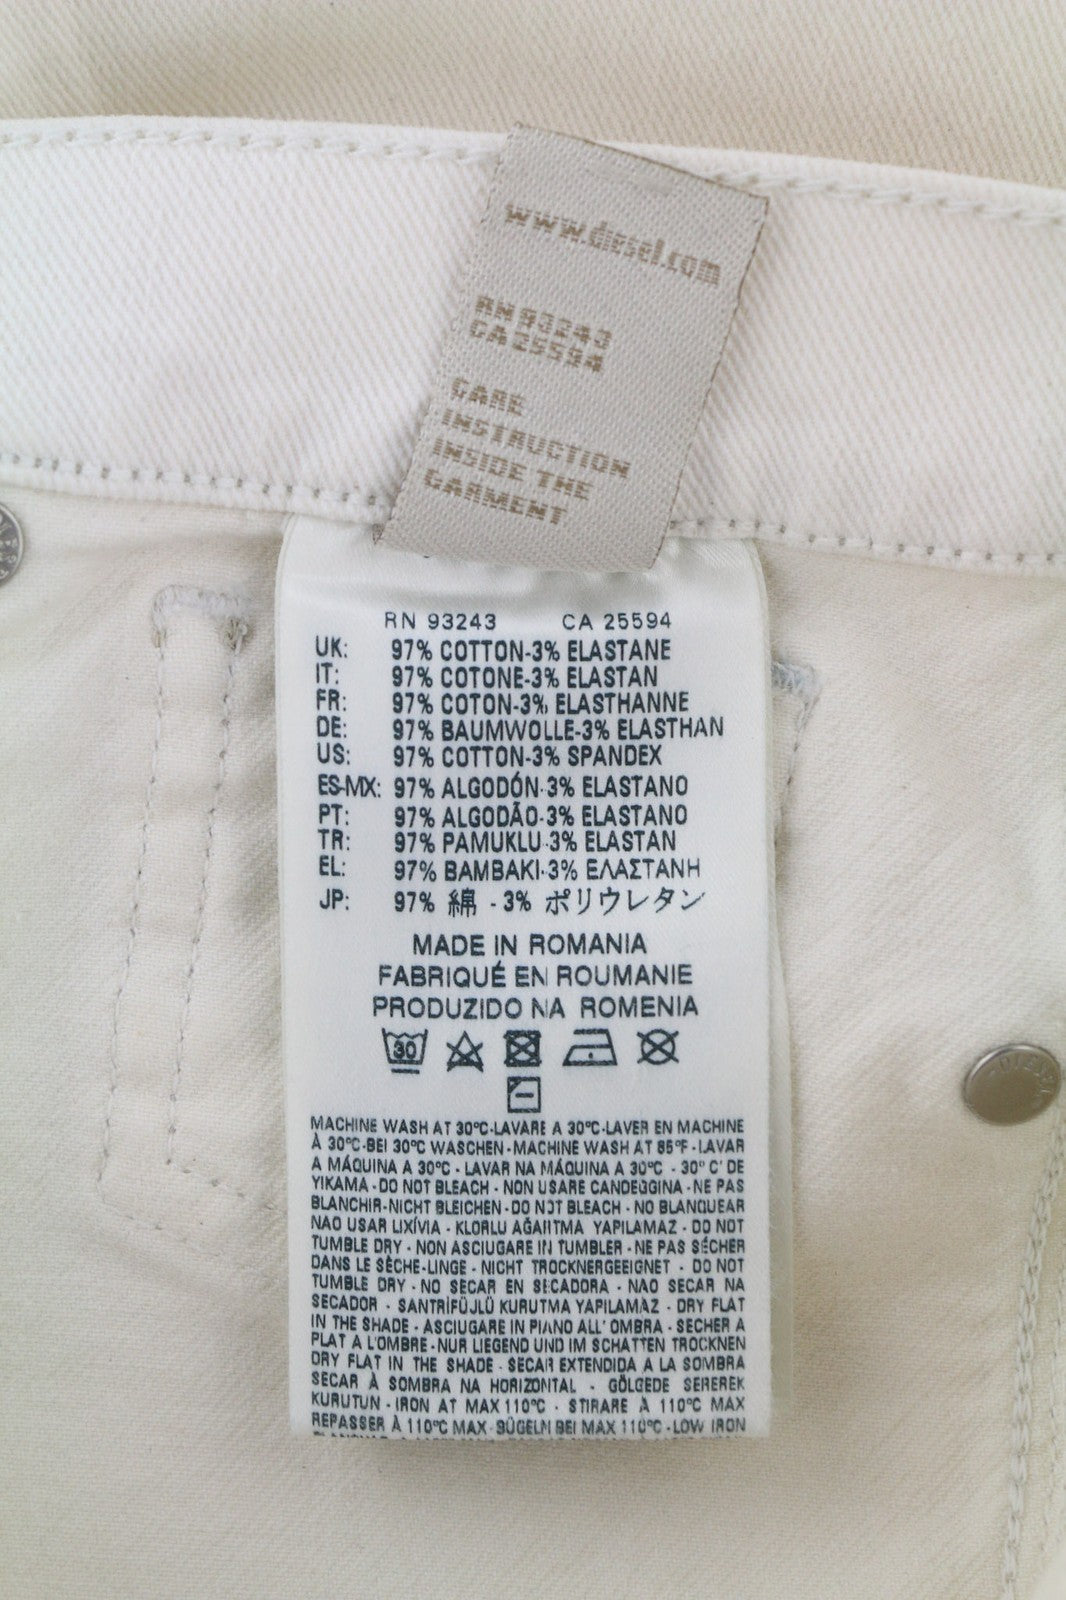 www.diesel.com
RN 93243
CA 25594
CARE
INSTRUCTION
INSIDE THE
GARMENT
RN 93243 CA 25594
UK: 97% COTTON-3% ELASTANE
IT: 97% COTONE-3% ELASTAN
FR: 97% COTON-3% ELASTHANNE
DE: 97% BAUMWOLLE-3% ELASTHAN
US: 97% COTTON-3% SPANDEX
ES-MX: 97% ALGODÓN-3% ELASTANO
PT: 97% ALGODÃO-3% ELASTANO
TR: 97% PAMUKLU-3% ELASTAN
EL: 97% BAMBAKI-3% ΕΛΑΣΤΑΝΗ
JP: 97% 綿 - 3% ポリウレタン
MADE IN ROMANIA
FABRIQUÉ EN ROUMANIE
PRODUZIDO NA ROMENIA
30
MACHINE WASH AT 30°C-LAVARE A 30°C-LAVER EN MACHINE
À 30°C-BEI 30°C WASCHEN-MACHINE WASH AT 85°F-LAVAR
A MÁQUINA A 30°C - LAVAR NA MÁQUINA A 30°C - 30°C' DE
YIKAMA-DO NOT BLEACH - NON USARE CANDEGGINA-NE PAS
BLANCHIR-NICHT BLEICHEN-DO NOT BLEACH - NO BLANQUEAR
NAO USAR LIXÍVIA - KLORLU AĞARTMA YAPILAMAZ - DO NOT
TUMBLE DRY - NON ASCIUGARE IN TUMBLER-NE PAS SÉCHER
DANS LE SÈCHE-LINGE - NICHT TROCKNERGEEIGNET - DO NOT
TUMBLE DRY - NO SECAR EN SECADORA - NAO SECAR NA
SECADOR - SANTRİFÜJLÜ KURUTMA YAPILAMAZ - DRY FLAT
IN THE SHADE - ASCIUGARE IN PIANO ALL' OMBRA - SECHER A
PLAT A L'OMBRE-NUR LIEGEND UND IM SCHATTEN TROCKNEN
DRY FLAT IN THE SHADE - SECAR EXTENDIDA A LA SOMBRA
SECAR À SOMBRA NA HORIZONTAL - GÖLGEDE SEREREK
KURUTUN - IRON AT MAX 110°C - STIRARE À 110°C MAX
REPASSER À 110°C MAX - BÜGELN BEI MAX 110°C - LOW IRON